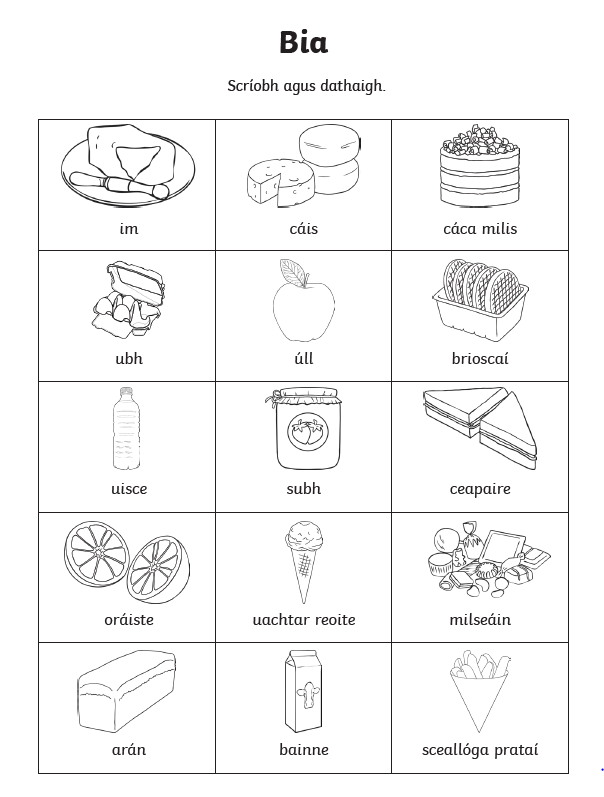 Bia
Scríobh agus dathaigh.
im
cáis
cáca milis
ubh
úll
brioscaí
uisce
subh
ceapaire
oráiste
uachtar reoite
milseáin
arán
bainne
sceallóga prataí